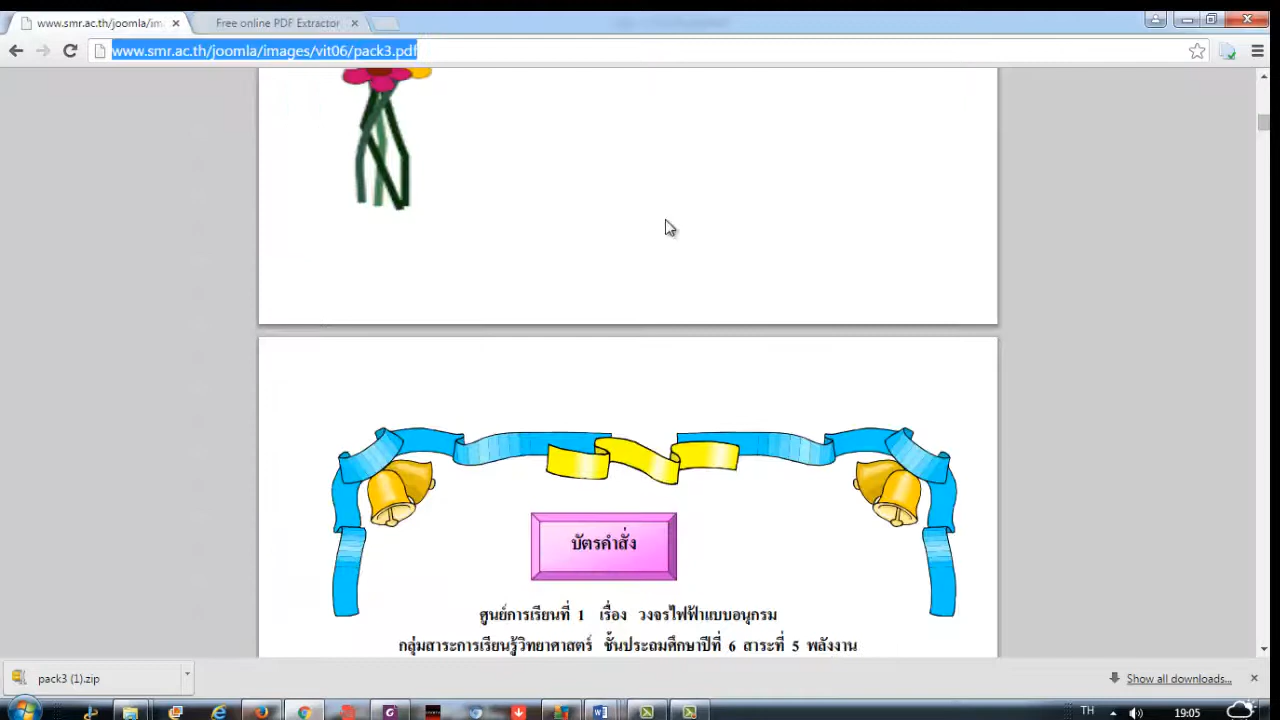 www.smr.ac.th/joomla/im
Free online PDF Extractor
www.smr.ac.th/joomla/images/vit06/pack3.pdf
บัตรคำสั่ง
ศูนย์การเรียนที่ 1 เรื่อง วงจรไฟฟ้าแบบอนุกรม
กลุ่มสาระการเรียนรู้วิทยาศาสตร์ ชั้นประถมศึกษาปีที่ 6 สาระที่ 5 พลังงาน
pack3 (1).zip
Show all downloads...
TH
19:05